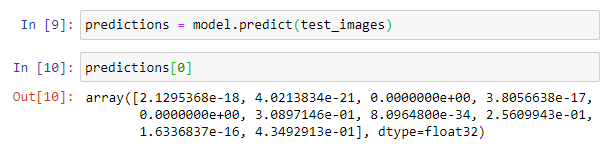 In [9]: predictions = model.predict(test_images)
In [10]: predictions[0]
Out[10]: array([2.1295368e-18, 4.0213834e-21, 0.0000000e+00, 3.8056638e-17,
0.0000000e+00, 3.0897146e-01, 8.0964800e-34, 2.5609943e-01,
1.6336837e-16, 4.3492913e-01], dtype=float32)